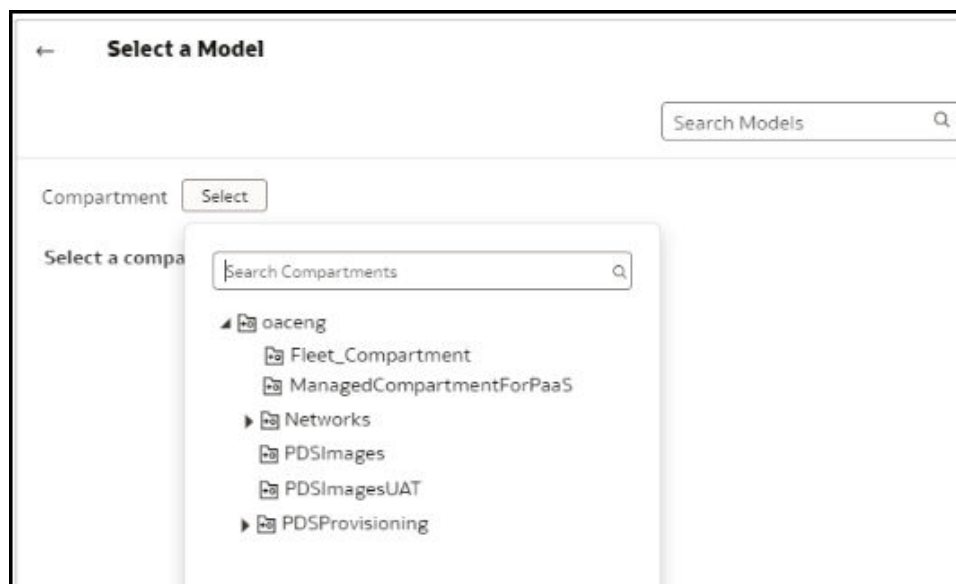 ← Select a Model
Search Models
Compartment Select
Select a compa
Search Compartments
oaceng
Fleet_Compartment
ManagedCompartmentForPaaS
Networks
PDSImages
PDSImagesUAT
PDSProvisioning